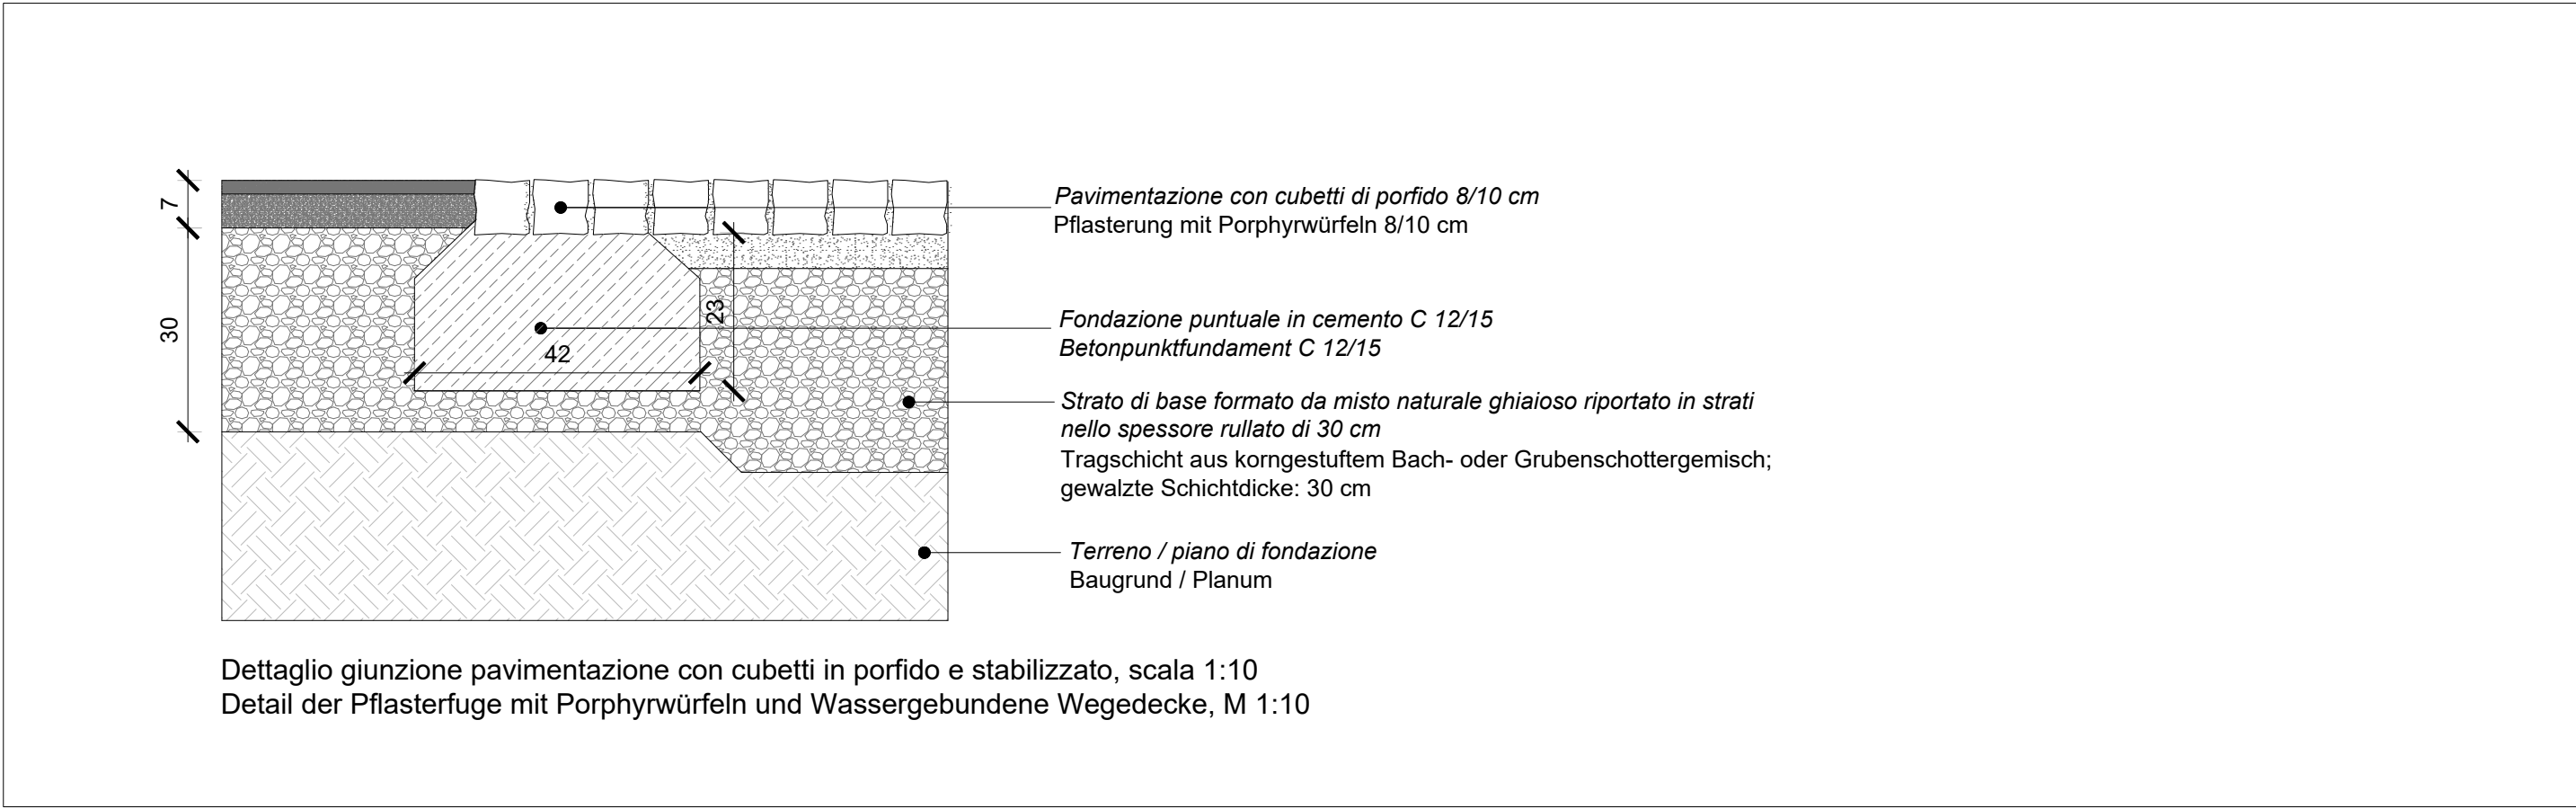 7
30
42
23
Pavimentazione con cubetti di porfido 8/10 cm
Pflasterung mit Porphyrwürfeln 8/10 cm
Fondazione puntuale in cemento C 12/15
Betonpunktfundament C 12/15
Strato di base formato da misto naturale ghiaioso riportato in strati
nello spessore rullato di 30 cm
Tragschicht aus korngestuftem Bach- oder Grubenschottergemisch;
gewalzte Schichtdicke: 30 cm
Terreno / piano di fondazione
Baugrund / Planum
Dettaglio giunzione pavimentazione con cubetti in porfido e stabilizzato, scala 1:10
Detail der Pflasterfuge mit Porphyrwürfeln und Wassergebundene Wegedecke, M 1:10